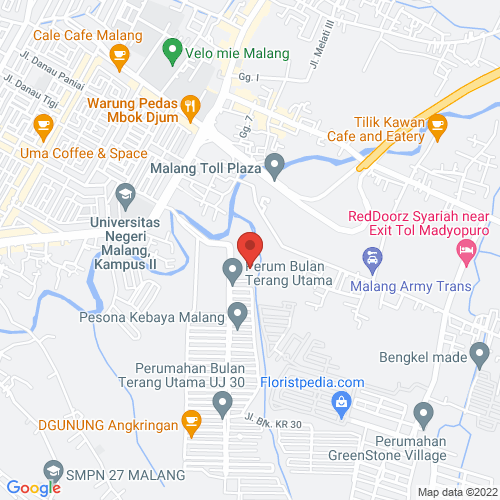 Cale Cafe Malang
Velo mie Malang
Jl. Melati III
Jl. Danau Paniai
Gg. I
Jl. Danau Tigi
Warung Pedas
Mbok Djum
Gg. 7
Tilik Kawan
Cafe and Eatery
Uma Coffee & Space
Malang Toll Plaza
Universitas
Negeri
Malang,
Kampus II
RedDoorz Syariah near
Exit Tol Madyopuro
Perum Bulan
Terang Utama
Malang Army Trans
Pesona Kebaya Malang
Bengkel made
Perumahan Bulan
Terang Utama UJ 30
Floristpedia.com
DGUNUNG Angkringan
Jl. Bfk. KR 30
Perumahan
GreenStone Village
SMPN 27 MALANG
Google
Map data ©2022